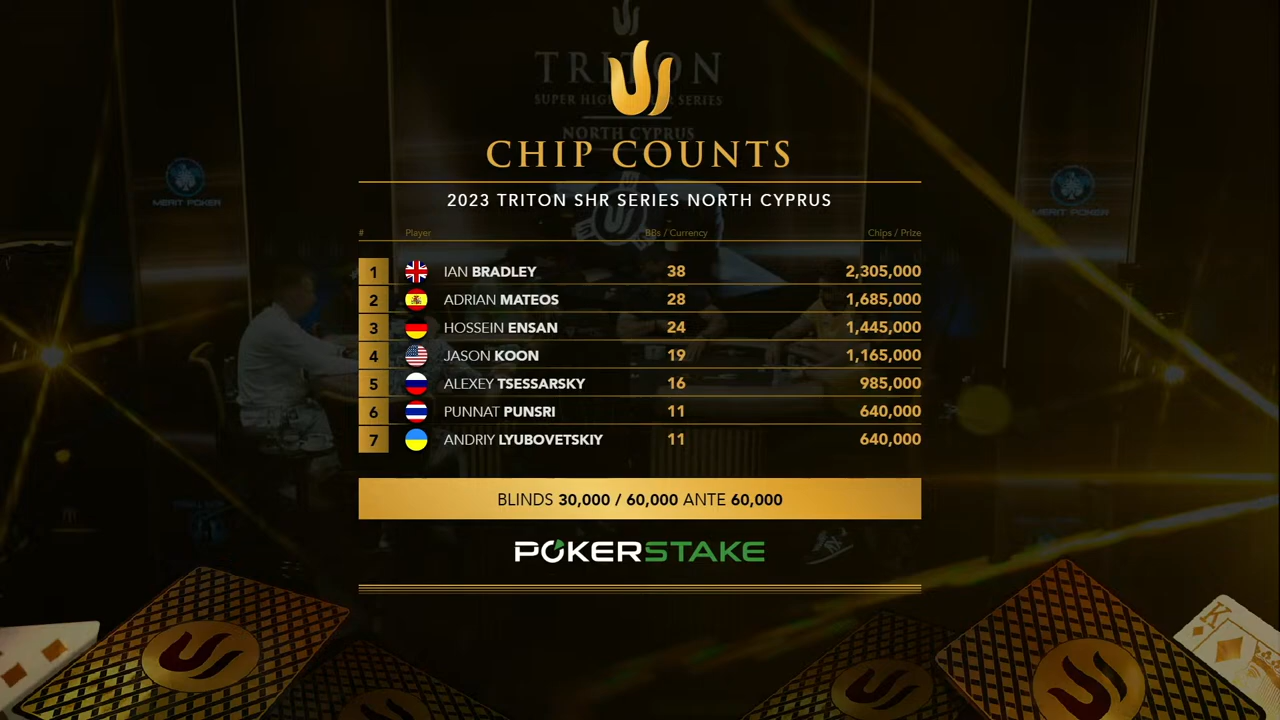 TRITON
SUPER HIGH SERIES
NORTH CYPRUS
CHIP COUNTS
2023 TRITON SHR SERIES NORTH CYPRUS
# Player BBs / Currency Chips / Prize
1 IAN BRADLEY 38 2,305,000
2 ADRIAN MATEOS 28 1,685,000
3 HOSSEIN ENSAN 24 1,445,000
4 JASON KOON 19 1,165,000
5 ALEXEY TSESSARSKY 16 985,000
6 PUNNAT PUNSRI 11 640,000
7 ANDRIY LYUBOVETSKIY 11 640,000
MERIT POKER
MERIT POKER
BLINDS 30,000 / 60,000 ANTE 60,000
POKERSTAKE
K